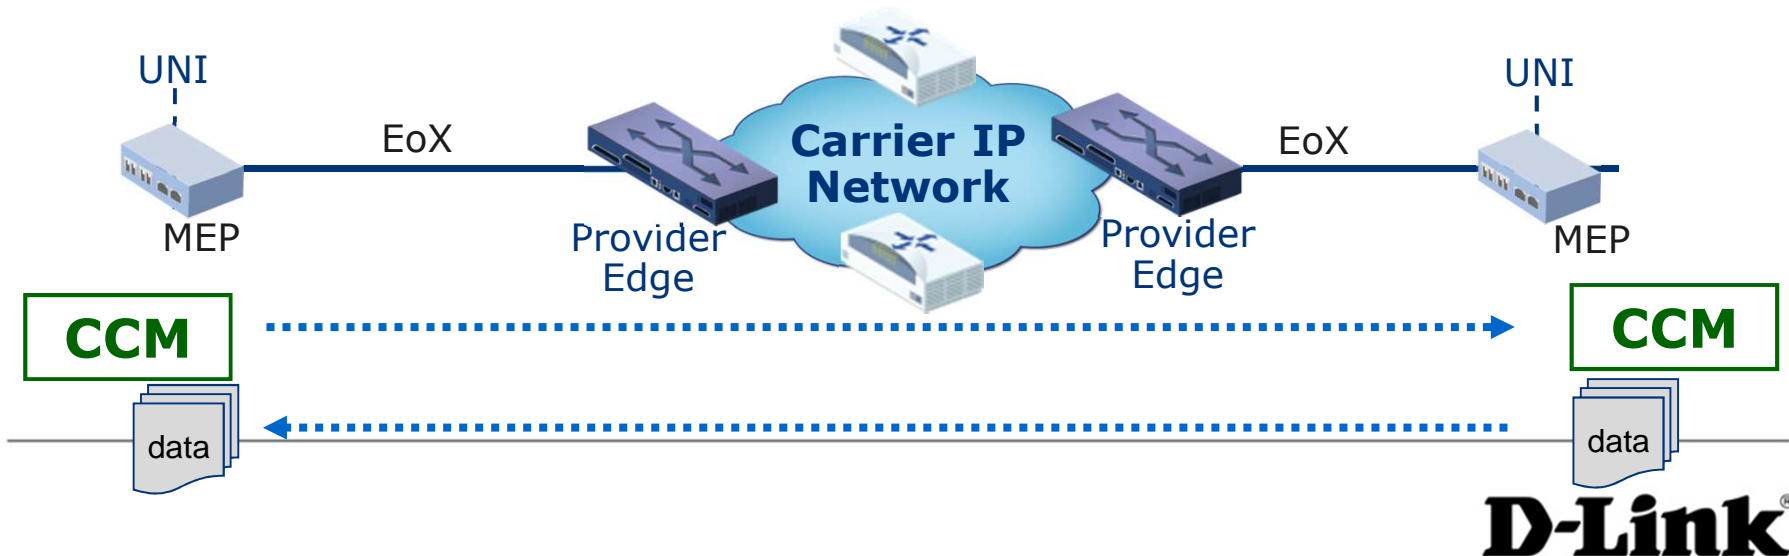 UNI
UNI
EoX
Carrier IP
Network
EoX
MEP
Provider
Edge
Provider
Edge
MEP
CCM
CCM
data
data
D-Link®